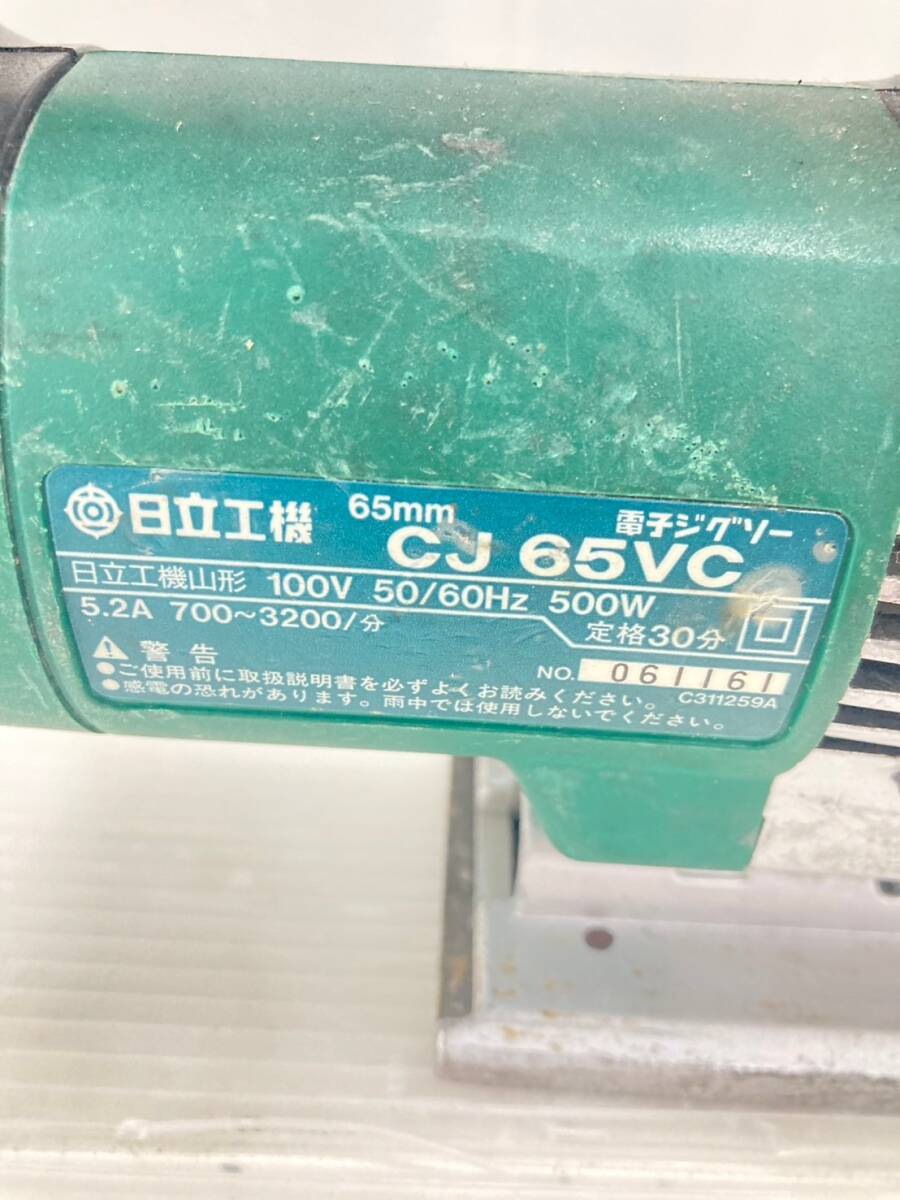 日立工機 65mm 電子ジグソー
CJ 65VC
日立工機山形 100V 50/60Hz 500W
5.2A 700〜3200/分 定格30分
警告 NO. 061161
●ご使用前に取扱説明書を必ずよくお読みください。 C311259A
●感電の恐れがあります。雨中では使用しないでください。